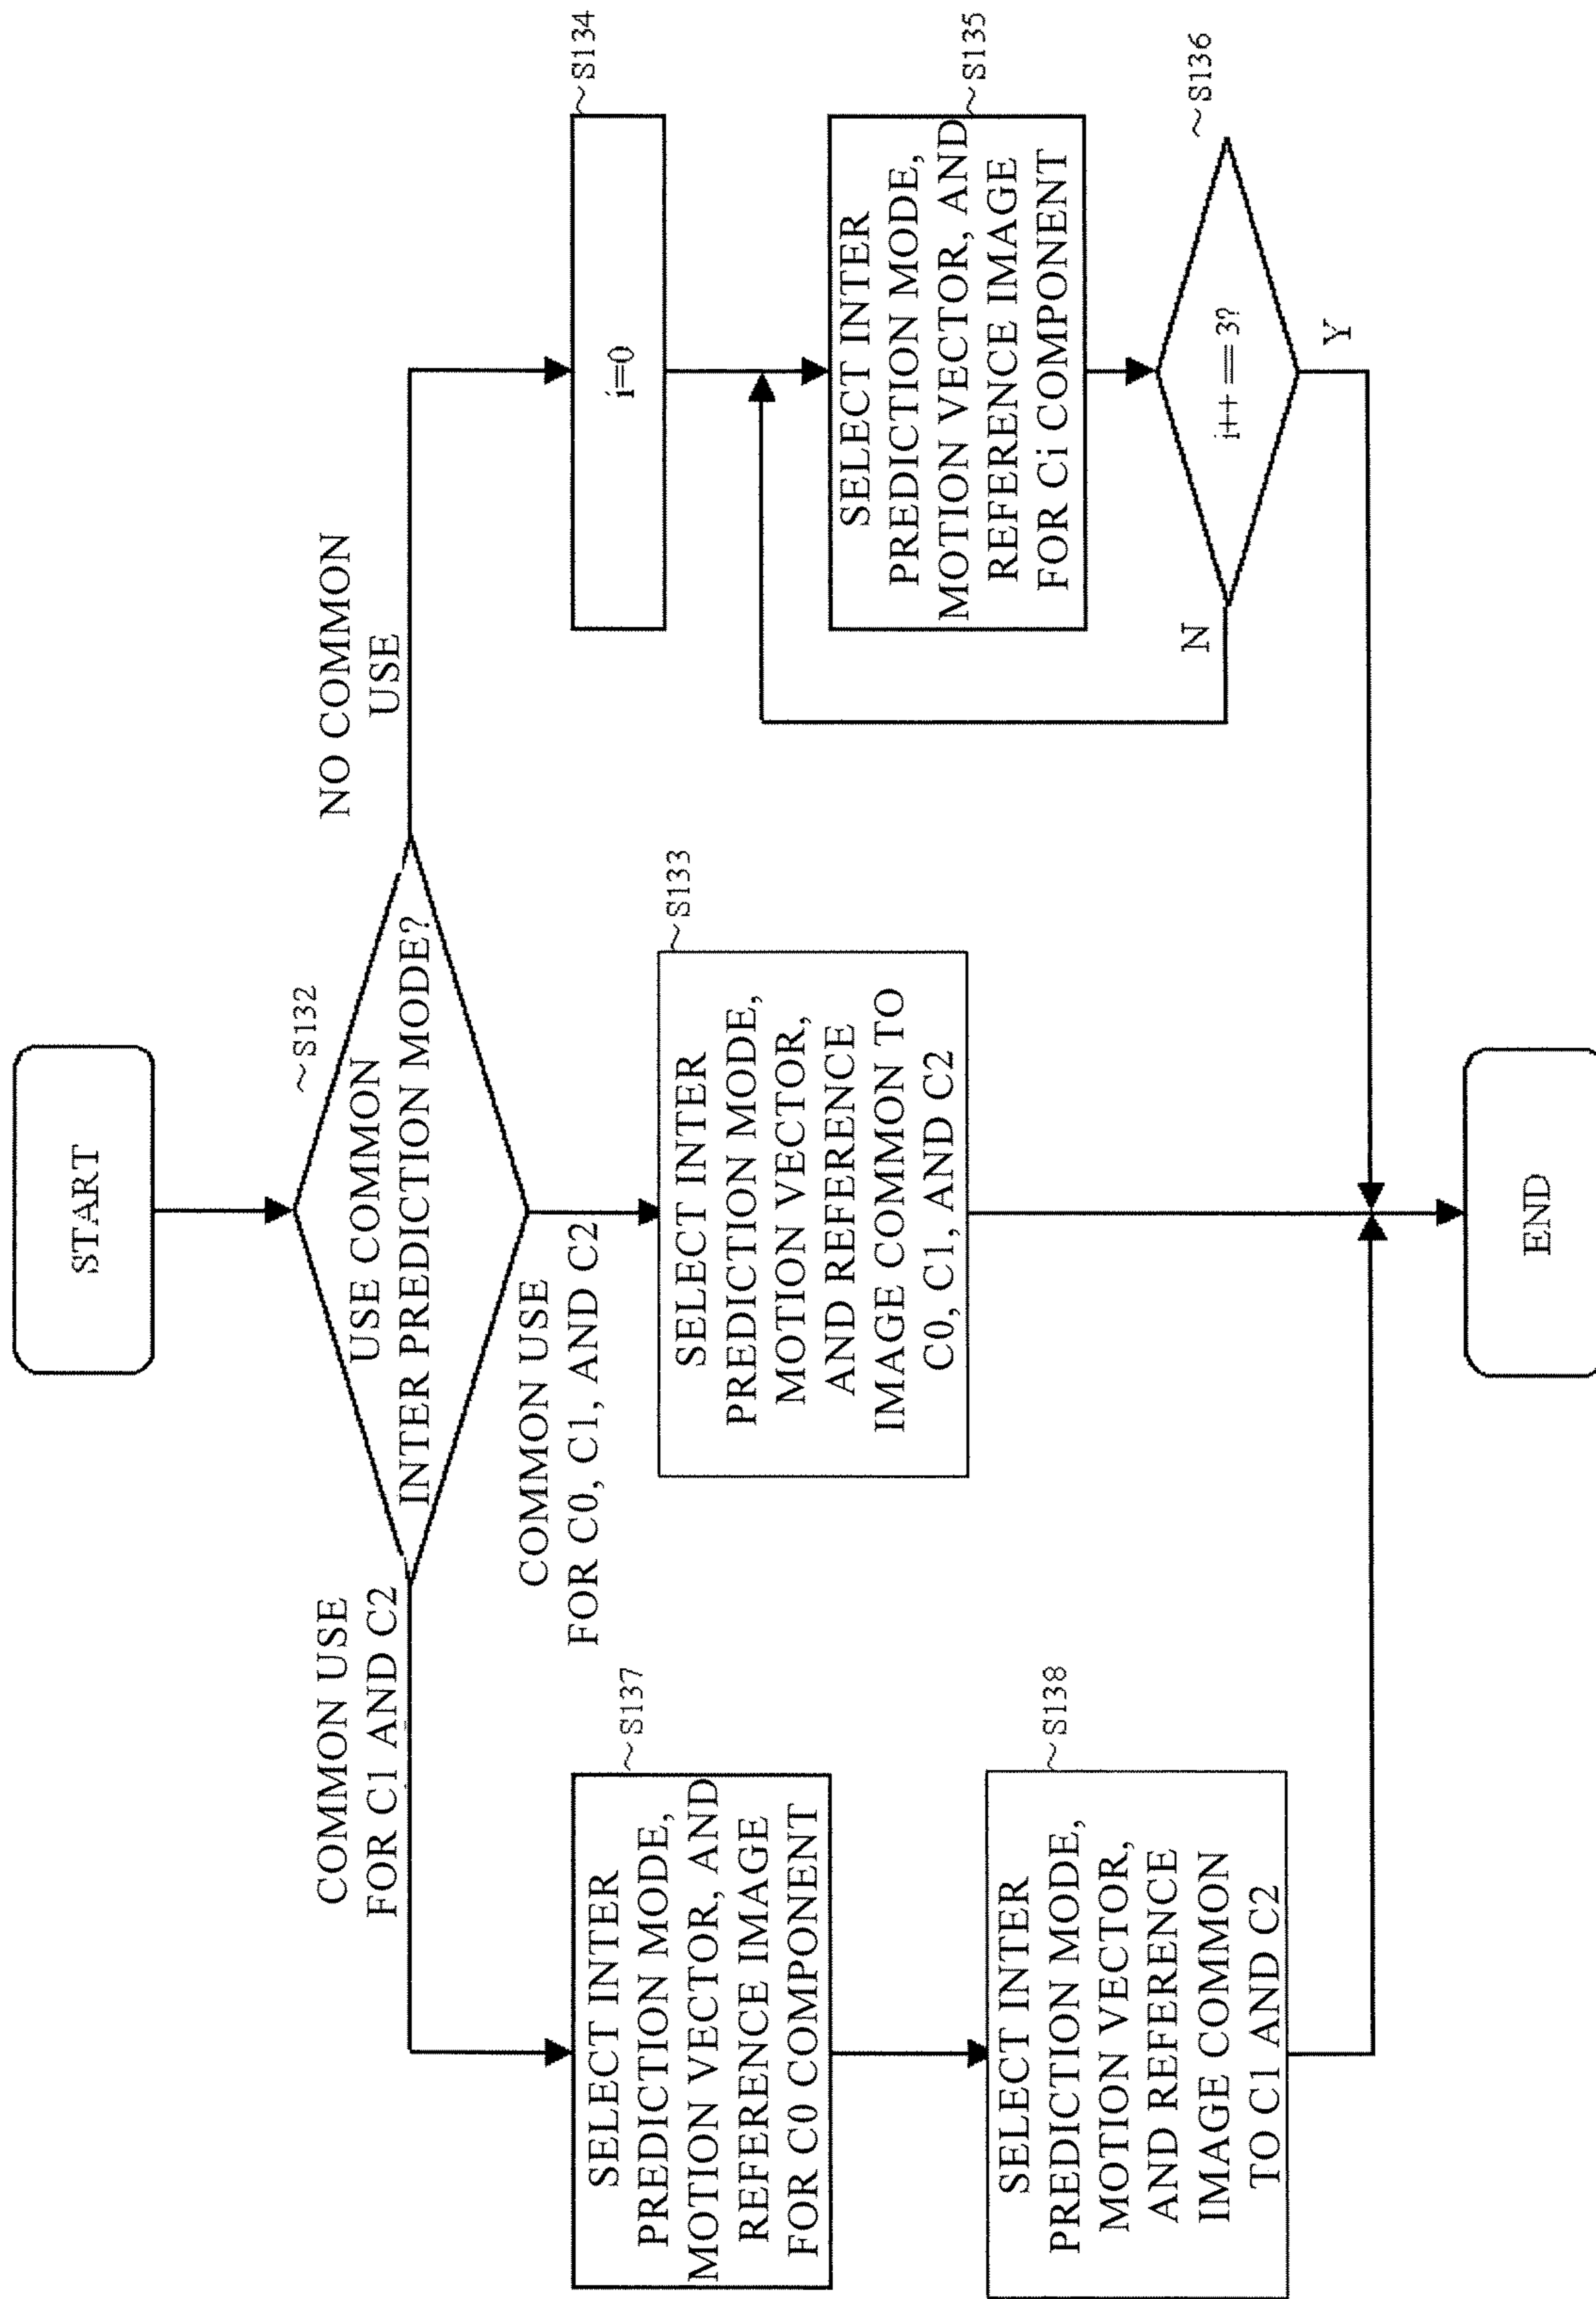 START
~S132
USE COMMON
INTER PREDICTION MODE?
COMMON USE
FOR C1 AND C2
COMMON USE
FOR C0, C1, AND C2
NO COMMON
USE
~S137
SELECT INTER
PREDICTION MODE,
MOTION VECTOR, AND
REFERENCE IMAGE
FOR C0 COMPONENT
~S138
SELECT INTER
PREDICTION MODE,
MOTION VECTOR,
AND REFERENCE
IMAGE COMMON
TO C1 AND C2
~S133
SELECT INTER
PREDICTION MODE,
MOTION VECTOR,
AND REFERENCE
IMAGE COMMON TO
C0, C1, AND C2
~S134
i=0
~S135
SELECT INTER
PREDICTION MODE,
MOTION VECTOR, AND
REFERENCE IMAGE
FOR Ci COMPONENT
~S136
i++ == 3?
N
Y
END